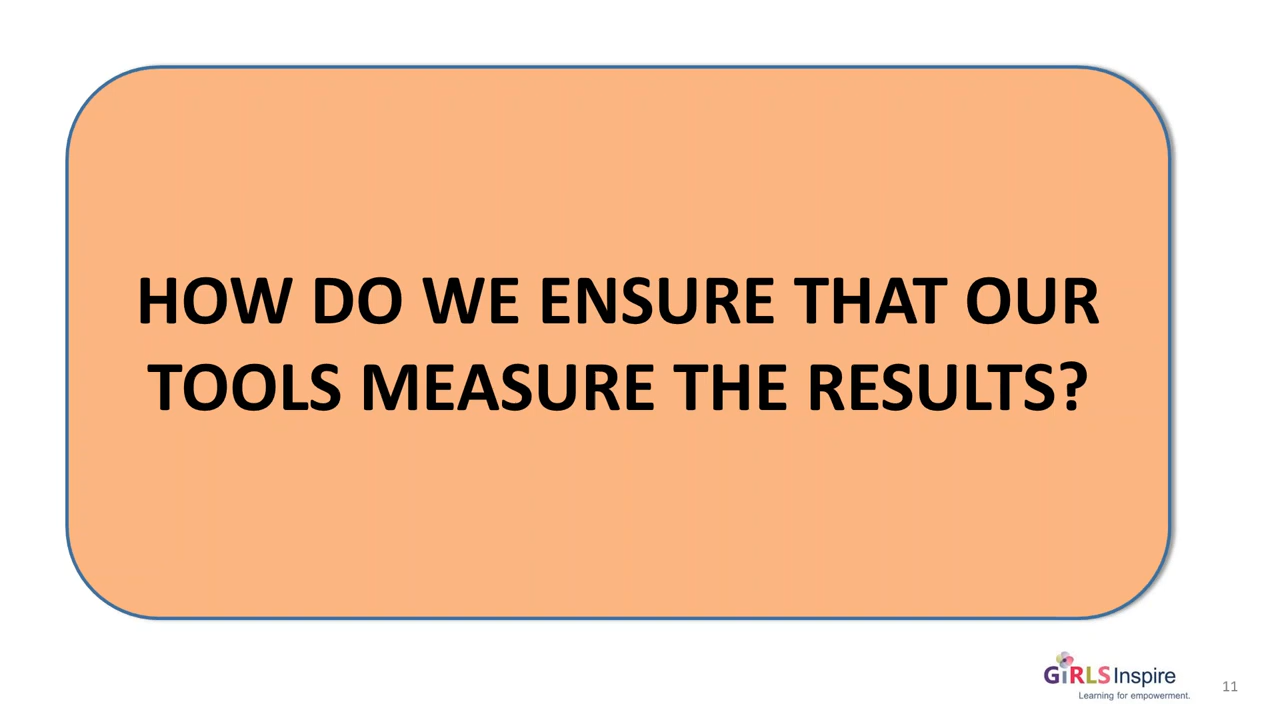 HOW DO WE ENSURE THAT OUR
TOOLS MEASURE THE RESULTS?
GiRLS Inspire
Learning for empowerment.
11